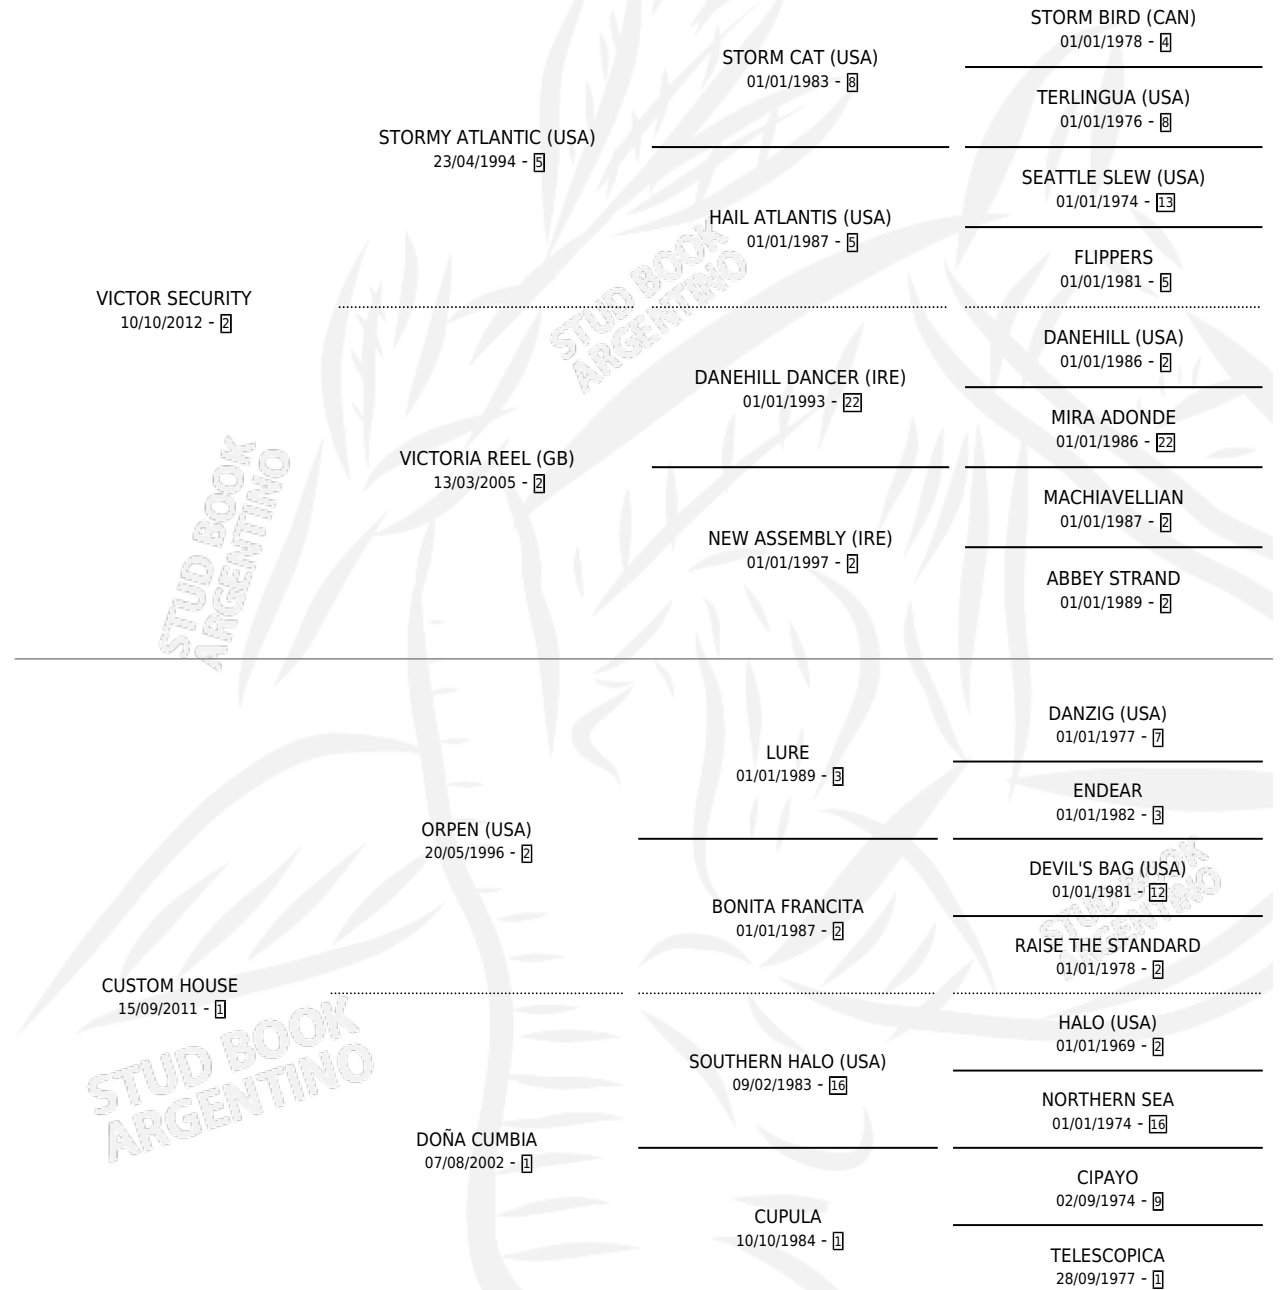 STORM BIRD (CAN)
01/01/1978 - 4
STORM CAT (USA)
01/01/1983 - 8
TERLINGUA (USA)
01/01/1976 - 8
STORMY ATLANTIC (USA)
23/04/1994 - 5
SEATTLE SLEW (USA)
01/01/1974 - 13
HAIL ATLANTIS (USA)
01/01/1987 - 5
FLIPPERS
01/01/1981 - 5
VICTOR SECURITY
10/10/2012 - 2
STUD BOOK
ARGENTINO
DANEHILL (USA)
01/01/1986 - 2
DANEHILL DANCER (IRE)
01/01/1993 - 22
MIRA ADONDE
01/01/1986 - 22
VICTORIA REEL (GB)
13/03/2005 - 2
MACHIAVELLIAN
01/01/1987 - 2
NEW ASSEMBLY (IRE)
01/01/1997 - 2
ABBEY STRAND
01/01/1989 - 2
STUD BOOK
ARGENTINO
DANZIG (USA)
01/01/1977 - 7
LURE
01/01/1989 - 3
ENDEAR
01/01/1982 - 3
ORPEN (USA)
20/05/1996 - 2
DEVIL'S BAG (USA)
01/01/1981 - 12
BONITA FRANCITA
01/01/1987 - 2
STUD BOOK
ARGENTINO
RAISE THE STANDARD
01/01/1978 - 2
CUSTOM HOUSE
15/09/2011 - 1
STUD BOOK
ARGENTINO
HALO (USA)
01/01/1969 - 2
SOUTHERN HALO (USA)
09/02/1983 - 16
NORTHERN SEA
01/01/1974 - 16
DOÑA CUMBIA
07/08/2002 - 1
CIPAYO
02/09/1974 - 9
CUPULA
10/10/1984 - 1
TELESCOPICA
28/09/1977 - 1